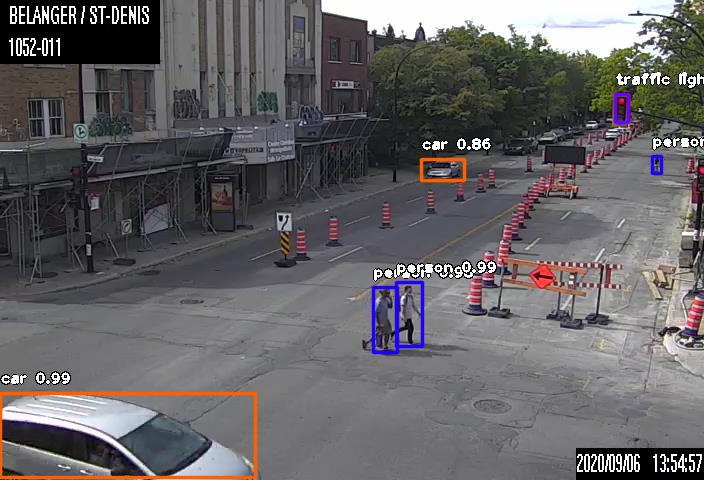 BELANGER / ST-DENIS
1052-011
traffic ligh
car 0.86
person
person 0.99
car 0.99
2020/09/06 13:54:57